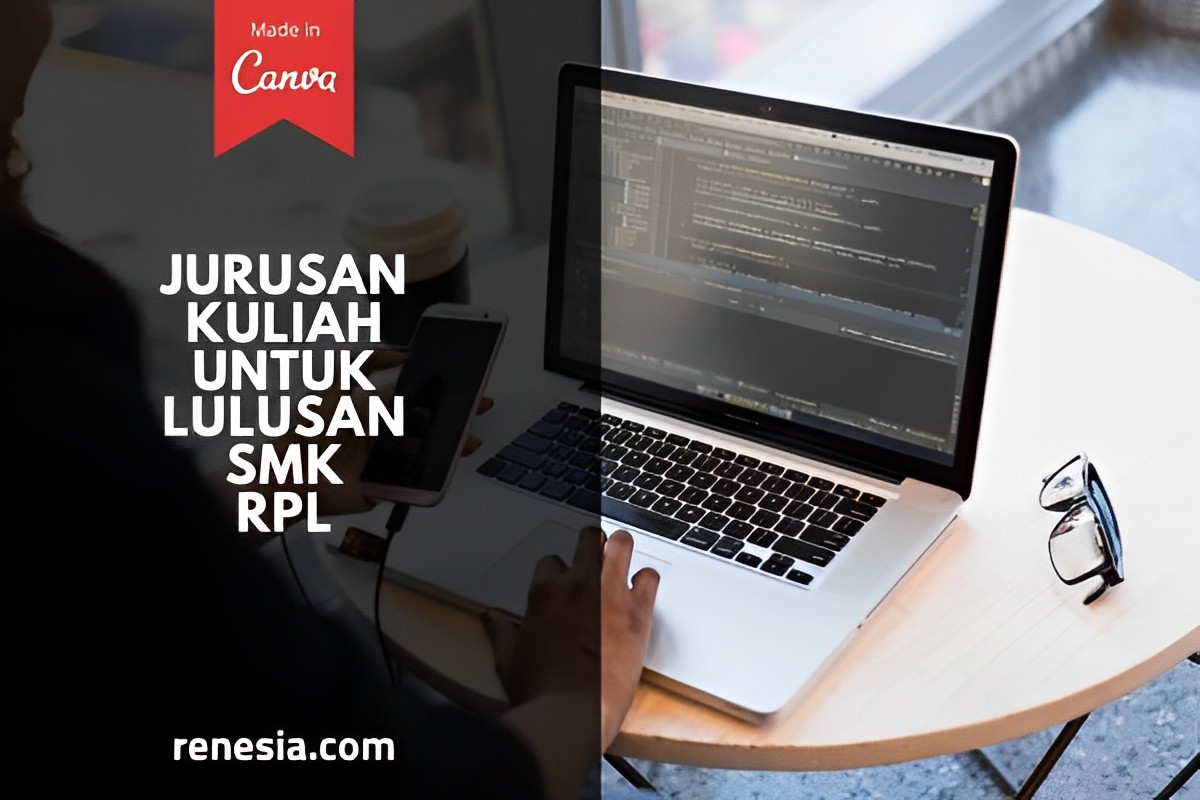 Made in
Canva
JURUSAN
KULIAH
UNTUK
LULUSAN
SMK
RPL
renesia.com